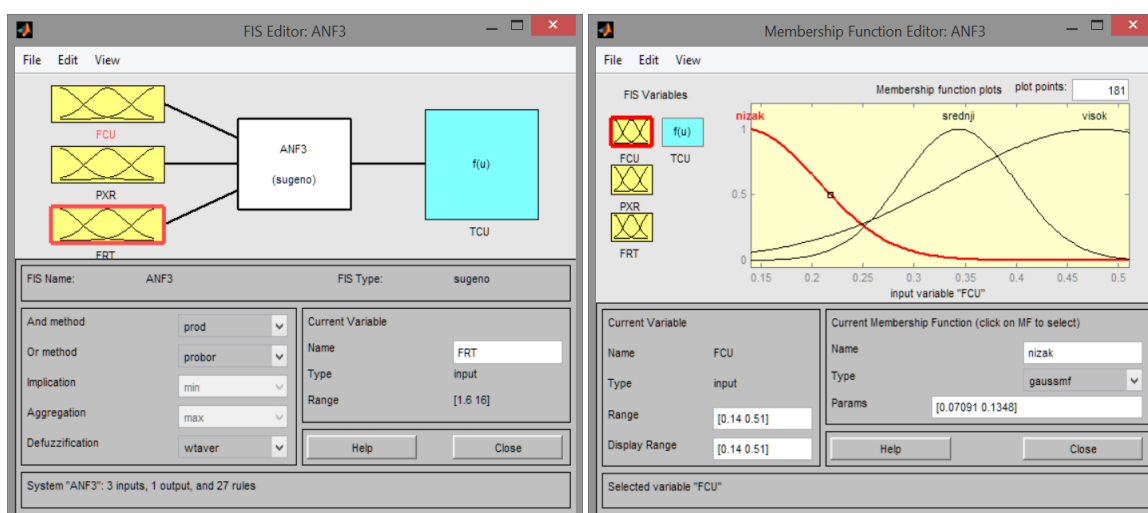 FIS Editor: ANF3
File Edit View
FCU
PXR
FRT
ANF3
(sugeno)
f(u)
TCU
FIS Name: ANF3 FIS Type: sugeno
And method prod
Or method probor
Implication min
Aggregation max
Defuzzification wtaver
Current Variable
Name FRT
Type input
Range [1.6 16]
Help Close
System "ANF3": 3 inputs, 1 output, and 27 rules
Membership Function Editor: ANF3
File Edit View
FIS Variables
FCU
f(u)
TCU
PXR
FRT
Membership function plots plot points: 181
nizak srednji visok
1
0.5
0
0.15 0.2 0.25 0.3 0.35 0.4 0.45 0.5
input variable "FCU"
Current Variable
Name FCU
Type input
Range [0.14 0.51]
Display Range [0.14 0.51]
Current Membership Function (click on MF to select)
Name nizak
Type gaussmf
Params [0.07091 0.1348]
Help Close
Selected variable "FCU"